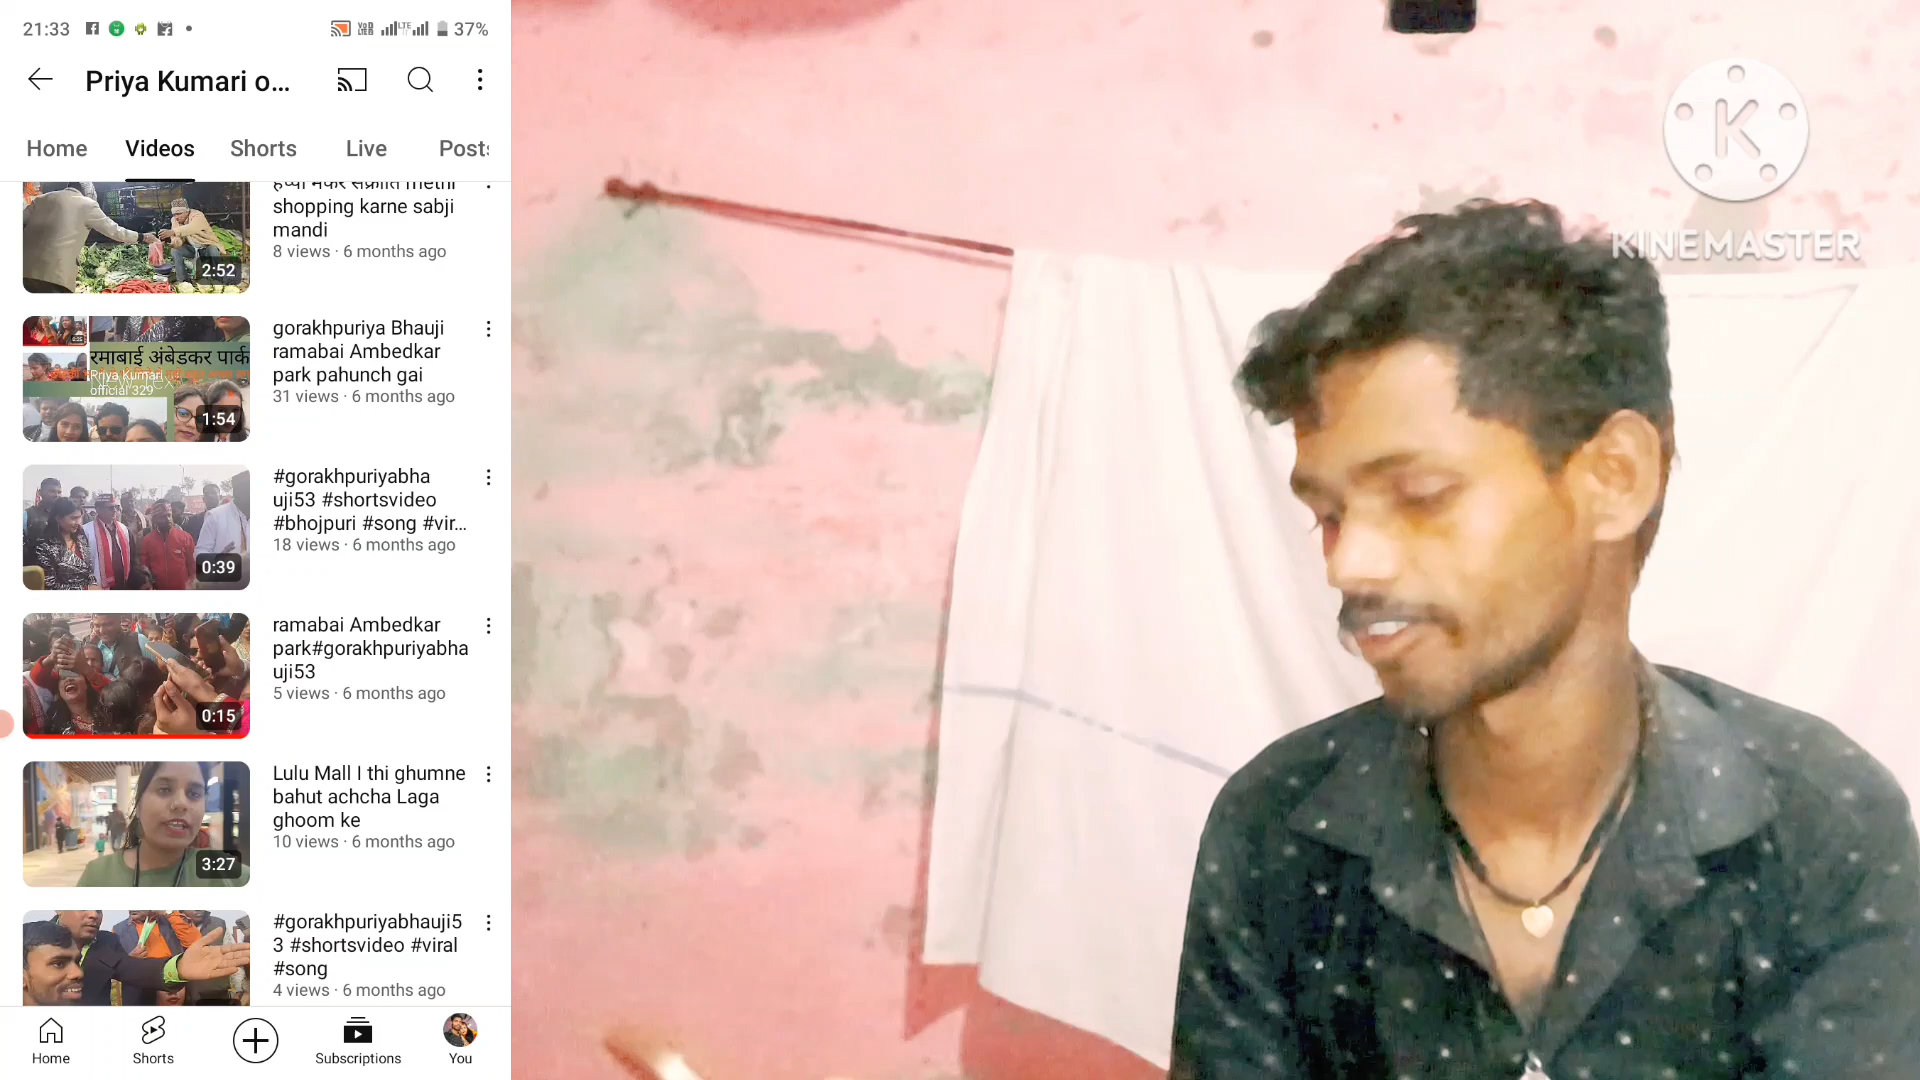 21:33
VoD
LTE
37%
Priya Kumari o...
Home Videos Shorts Live Posts
हप्पी मकर संक्रांति methi
shopping karne sabji
mandi
8 views · 6 months ago
2:52
gorakhpuriya Bhauji
ramabai Ambedkar
park pahunch gai
31 views · 6 months ago
रमाबाई अंबेडकर पार्क
Priya Kumari
official 329
1:54
#gorakhpuriyabha
uji53 #shortsvideo
#bhojpuri #song #vir...
18 views · 6 months ago
0:39
ramabai Ambedkar
park#gorakhpuriyabha
uji53
5 views · 6 months ago
0:15
Lulu Mall I thi ghumne
bahut achcha Laga
ghoom ke
10 views · 6 months ago
3:27
#gorakhpuriyabhauji5
3 #shortsvideo #viral
#song
4 views · 6 months ago
Home Shorts Subscriptions You
K
KINEMASTER